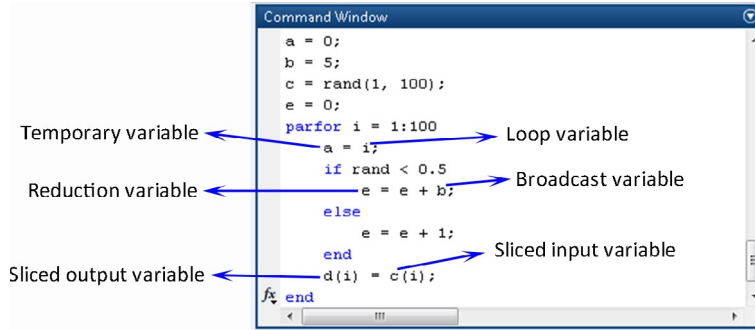 Command Window
a = 0;
b = 5;
c = rand(1, 100);
e = 0;
parfor i = 1:100
Temporary variable
a = i;
Loop variable
if rand < 0.5
Reduction variable
e = e + b;
Broadcast variable
else
e = e + 1;
end
Sliced input variable
Sliced output variable
d(i) = c(i);
fx end